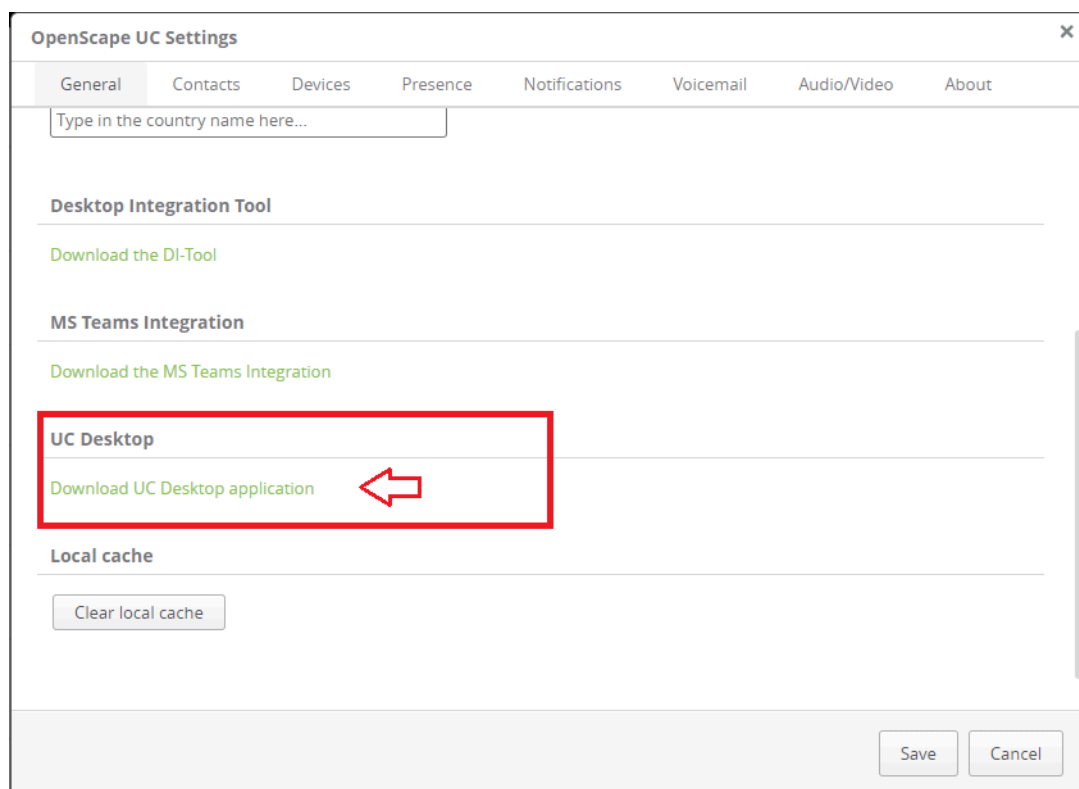 OpenScape UC Settings
General Contacts Devices Presence Notifications Voicemail Audio/Video About
Type in the country name here...
Desktop Integration Tool
Download the DI-Tool
MS Teams Integration
Download the MS Teams Integration
UC Desktop
Download UC Desktop application
Local cache
Clear local cache
Save Cancel